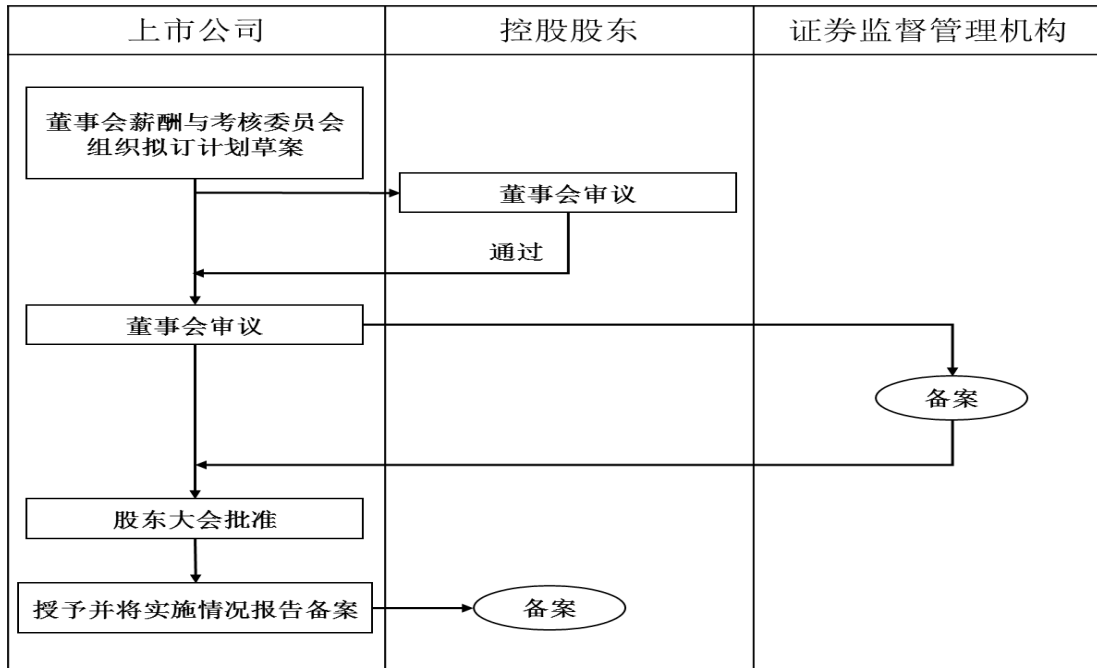 上市公司
控股股东
证券监督管理机构
董事会薪酬与考核委员会
组织拟订计划草案
董事会审议
通过
董事会审议
备案
股东大会批准
授予并将实施情况报告备案
备案